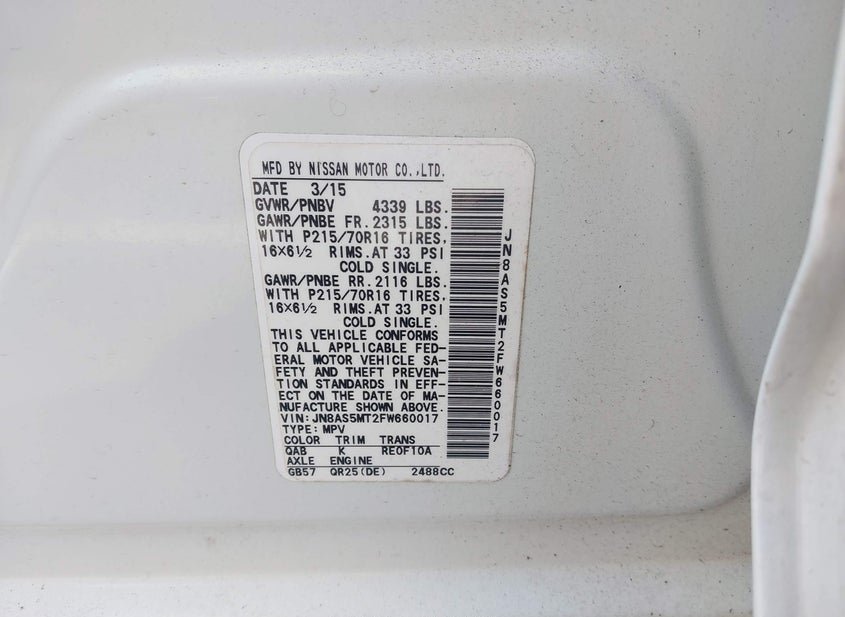 MFD BY NISSAN MOTOR CO.,LTD.
DATE 3/15
GVWR/PNBV 4339 LBS.
GAWR/PNBE FR. 2315 LBS.
WITH P215/70R16 TIRES,
16X6½ RIMS.AT 33 PSI
COLD SINGLE.
GAWR/PNBE RR. 2116 LBS.
WITH P215/70R16 TIRES,
16X6½ RIMS.AT 33 PSI
COLD SINGLE.
THIS VEHICLE CONFORMS
TO ALL APPLICABLE FED-
ERAL MOTOR VEHICLE SA-
FETY AND THEFT PREVEN-
TION STANDARDS IN EFF-
ECT ON THE DATE OF MA-
NUFACTURE SHOWN ABOVE.
VIN:JN8AS5MT2FW660017
TYPE:MPV
COLOR TRIM TRANS
QAB K RE0F10A
AXLE ENGINE
GB57 QR25(DE) 2488CC
JN8AS5MT2FW660017